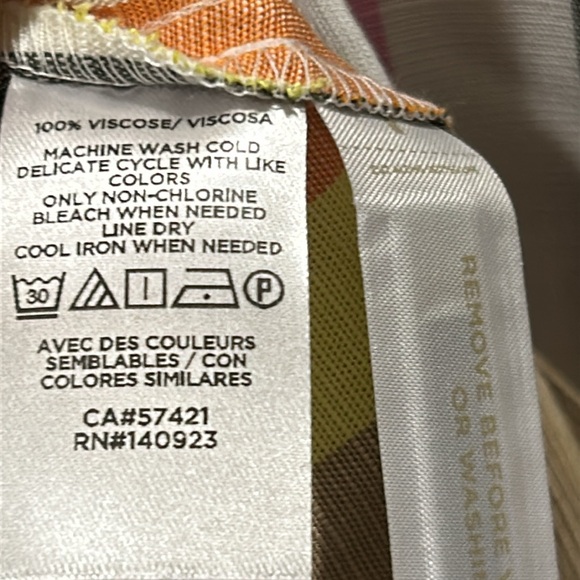 100% VISCOSE/ VISCOSA
MACHINE WASH COLD
DELICATE CYCLE WITH LIKE
COLORS
ONLY NON-CHLORINE
BLEACH WHEN NEEDED
LINE DRY
COOL IRON WHEN NEEDED
30
P
AVEC DES COULEURS
SEMBLABLES / CON
COLORES SIMILARES
CA#57421
RN#140923
REMOVE BEFORE
OR